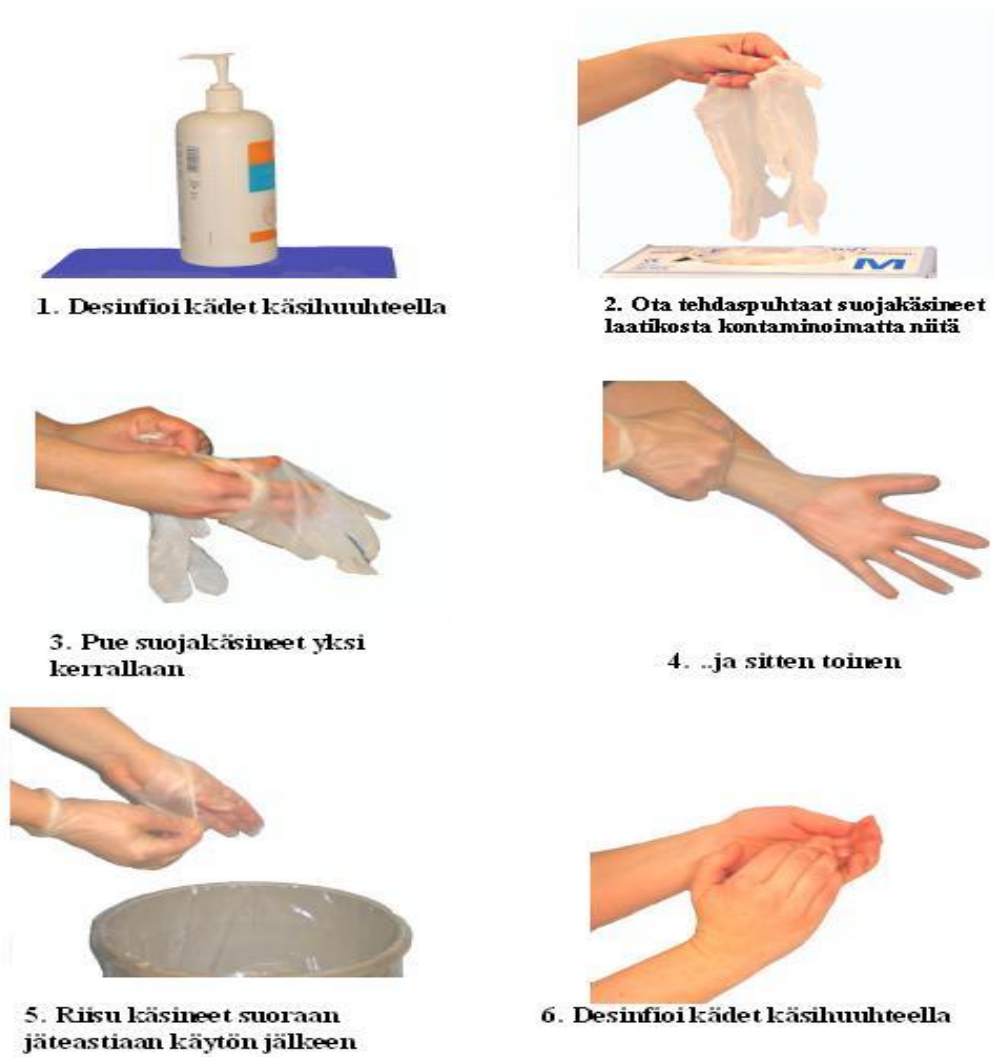 1. Desinfioi kädet käsihuuhteella
2. Ota tehdaspuhtaat suojakäsineet
laatikosta kontaminoimatta niitä
M
3. Pue suojakäsineet yksi
kerrallaan
4. ..ja sitten toinen
5. Riisu käsineet suoraan
jäteastiaan käytön jälkeen
6. Desinfioi kädet käsihuuhteella